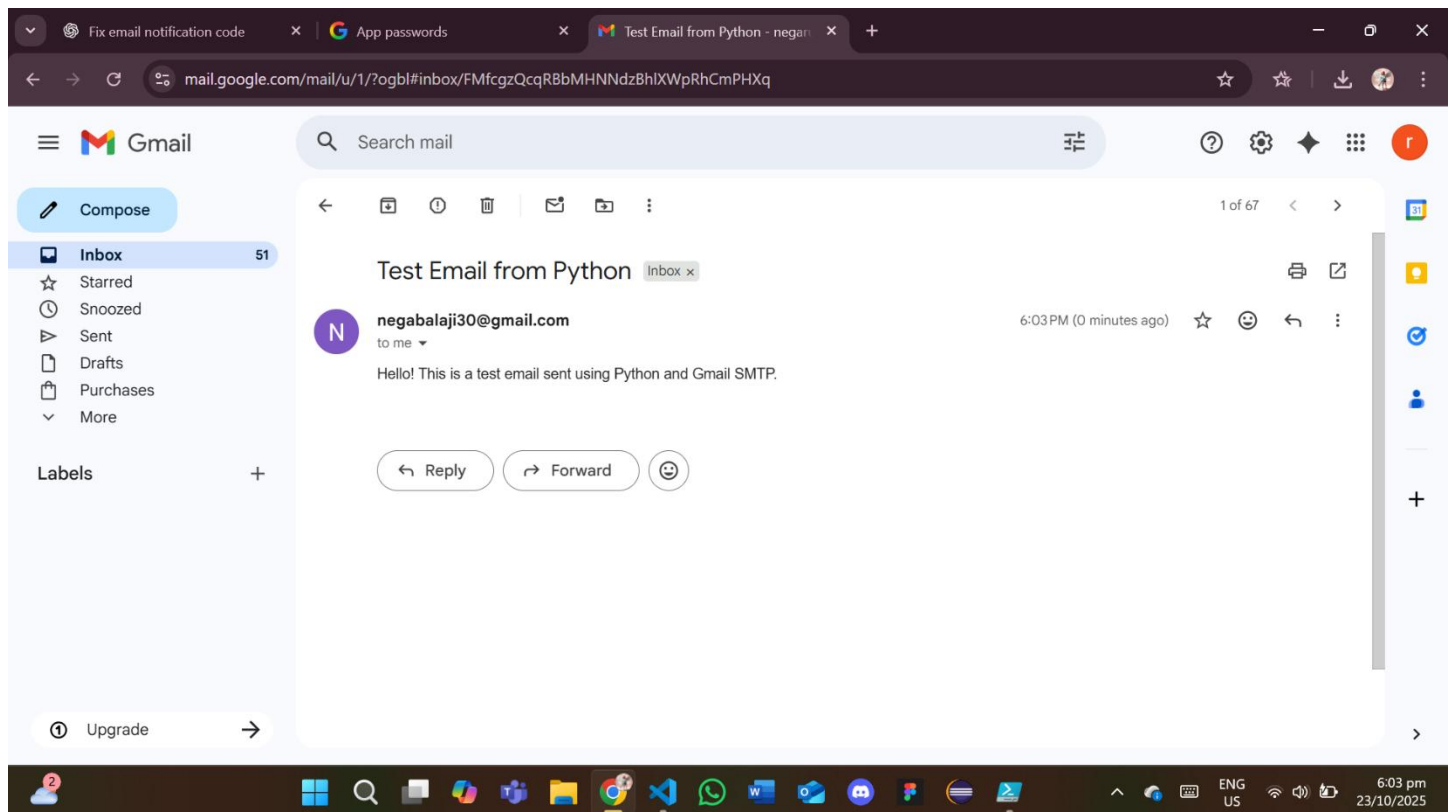 Fix email notification code
App passwords
Test Email from Python - negan
mail.google.com/mail/u/1/?ogbl#inbox/FMfcgzQcqRBbMHNNdzBhlXWpRhCmPHXq
Gmail
Search mail
r
Compose
1 of 67
31
Inbox 51
Starred
Snoozed
Sent
Drafts
Purchases
More
Labels
Test Email from Python Inbox x
N
negabalaji30@gmail.com
6:03 PM (0 minutes ago)
to me
Hello! This is a test email sent using Python and Gmail SMTP.
Reply
Forward
1 Upgrade
2
ENG
US
6:03 pm
23/10/2025